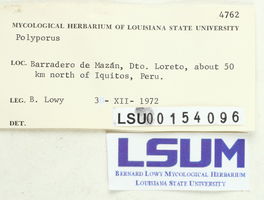 4762
MYCOLOGICAL HERBARIUM OF LOUISIANA STATE UNIVERSITY
Polyporus
LOC. Barradero de Mazán, Dto. Loreto, about 50
km north of Iquitos, Peru.
LEG. B. Lowy 3 - XII- 1972
DET.
LSU00154096
LSUM
BERNARD LOWY MYCOLOGICAL HERBARIUM
LOUISIANA STATE UNIVERSITY